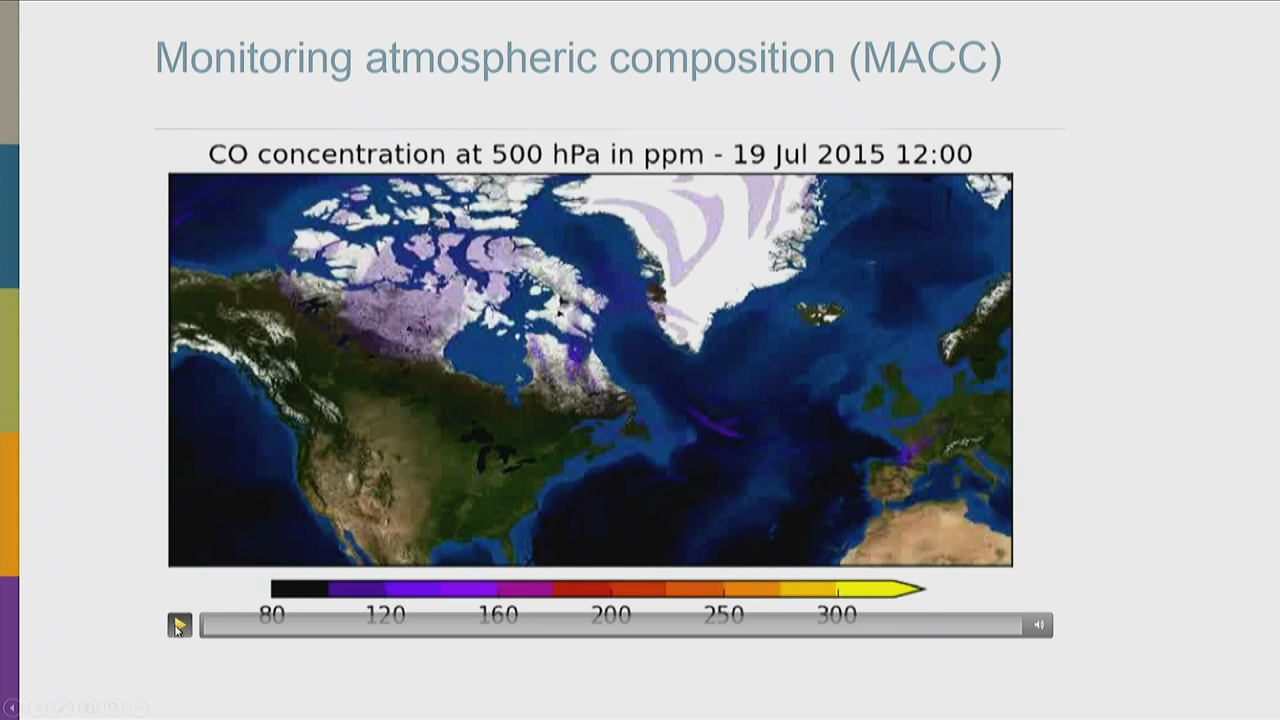 Monitoring atmospheric composition (MACC)
CO concentration at 500 hPa in ppm - 19 Jul 2015 12:00
80 120 160 200 250 300